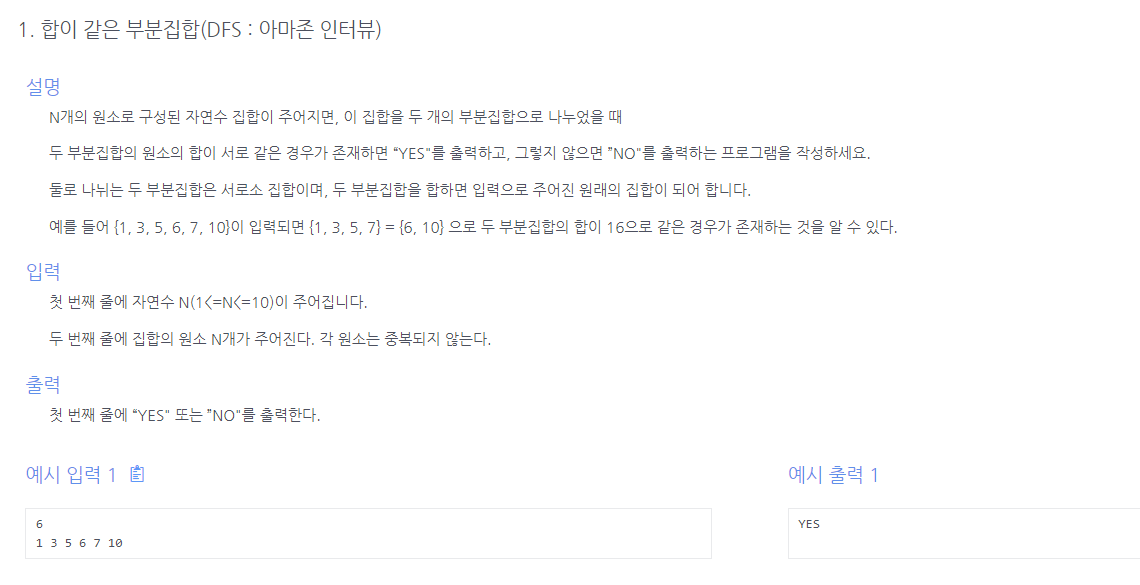 1. 합이 같은 부분집합(DFS : 아마존 인터뷰)
설명
N개의 원소로 구성된 자연수 집합이 주어지면, 이 집합을 두 개의 부분집합으로 나누었을 때
두 부분집합의 원소의 합이 서로 같은 경우가 존재하면 “YES"를 출력하고, 그렇지 않으면 ”NO"를 출력하는 프로그램을 작성하세요.
둘로 나뉘는 두 부분집합은 서로소 집합이며, 두 부분집합을 합하면 입력으로 주어진 원래의 집합이 되어 합니다.
예를 들어 {1, 3, 5, 6, 7, 10}이 입력되면 {1, 3, 5, 7} = {6, 10} 으로 두 부분집합의 합이 16으로 같은 경우가 존재하는 것을 알 수 있다.
입력
첫 번째 줄에 자연수 N(1<=N<=10)이 주어집니다.
두 번째 줄에 집합의 원소 N개가 주어진다. 각 원소는 중복되지 않는다.
출력
첫 번째 줄에 “YES" 또는 ”NO"를 출력한다.
예시 입력 1
6
1 3 5 6 7 10
예시 출력 1
YES